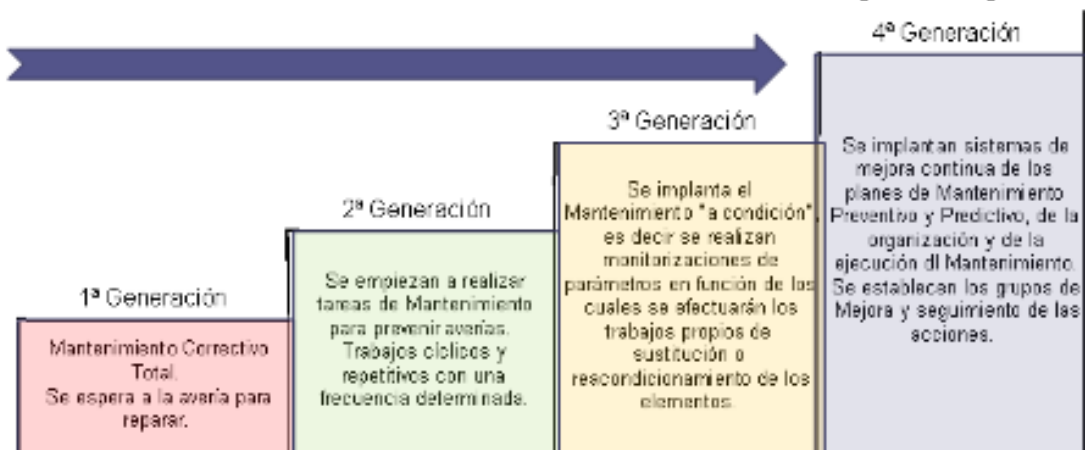 1ª Generación
Mantenimiento Correctivo
Total.
Se espera a la avería para
reparar.
2ª Generación
Se empiezan a realizar
tareas de Mantenimiento
para prevenir averías.
Trabajos cíclicos y
repetitivos con una
frecuencia determinada.
3ª Generación
Se implanta el
Mantenimiento "a condición",
es decir se realizan
monitorizaciones de
parámetros en función de los
cuales se efectuarán los
trabajos propios de
sustitución o
rescondicionamiento de los
elementos.
4ª Generación
Se implantan sistemas de
mejora continua de los
planes de Mantenimiento
Preventivo y Predictivo, de la
organización y de la
ejecución dl Mantenimiento.
Se establecen los grupos de
Mejora y seguimiento de las
acciones.